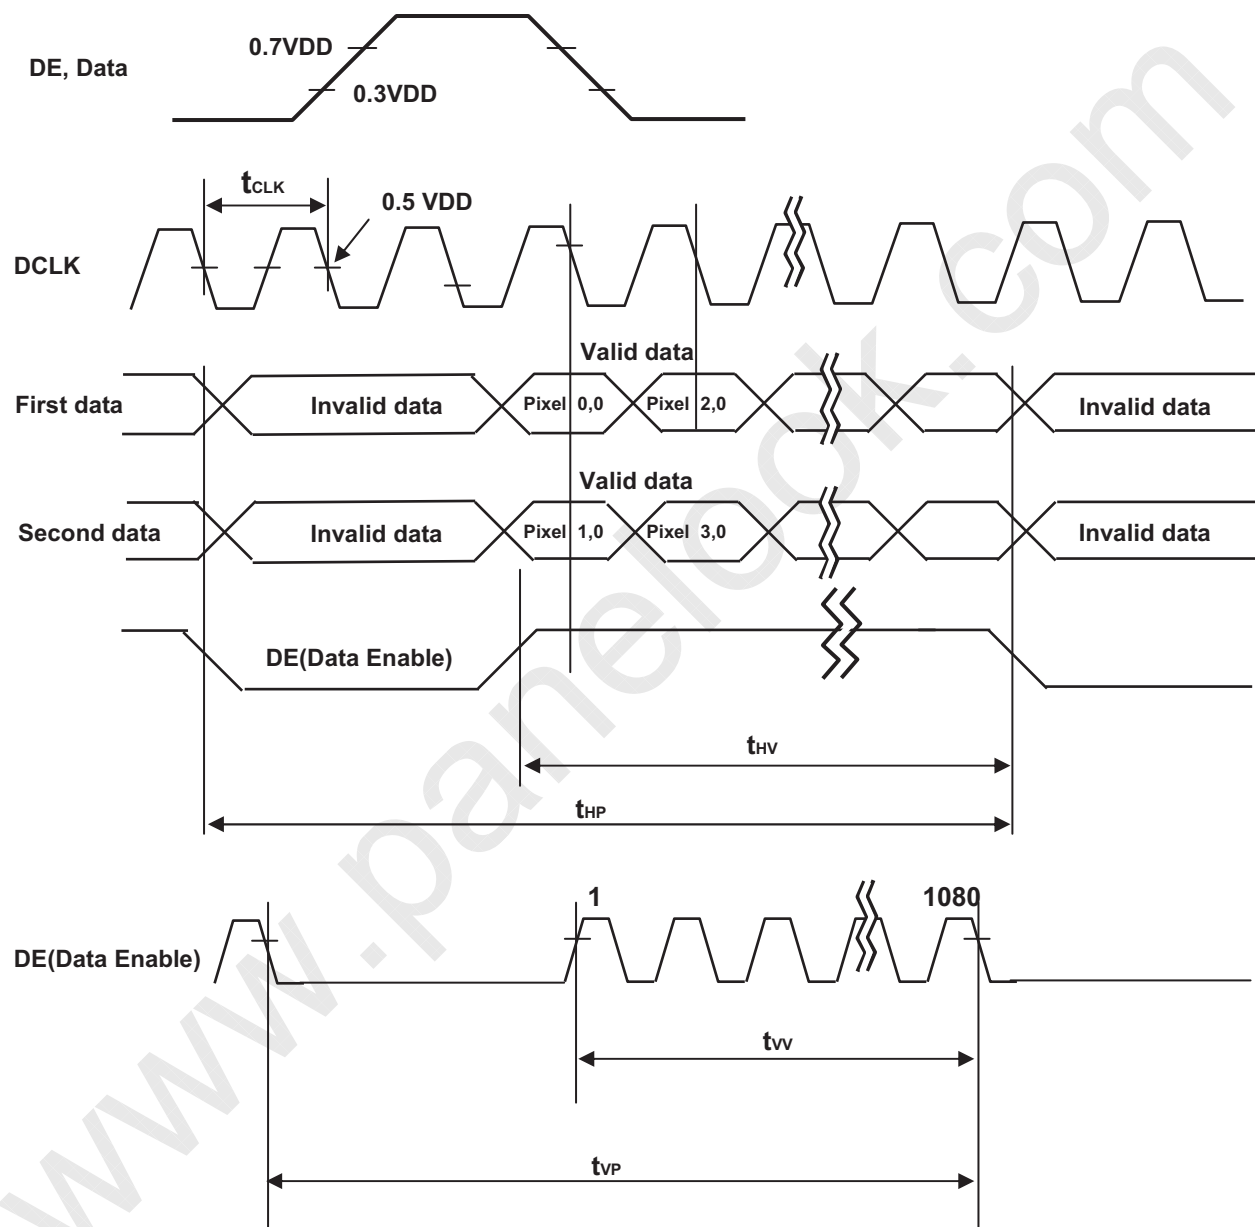 0.7VDD
DE, Data
0.3VDD
tCLK
0.5 VDD
DCLK
Valid data
First data
Invalid data
Pixel 0,0
Pixel 2,0
Invalid data
Valid data
Second data
Invalid data
Pixel 1,0
Pixel 3,0
Invalid data
DE(Data Enable)
tHV
tHP
1
1080
DE(Data Enable)
tVV
tVP
www.panelook.com